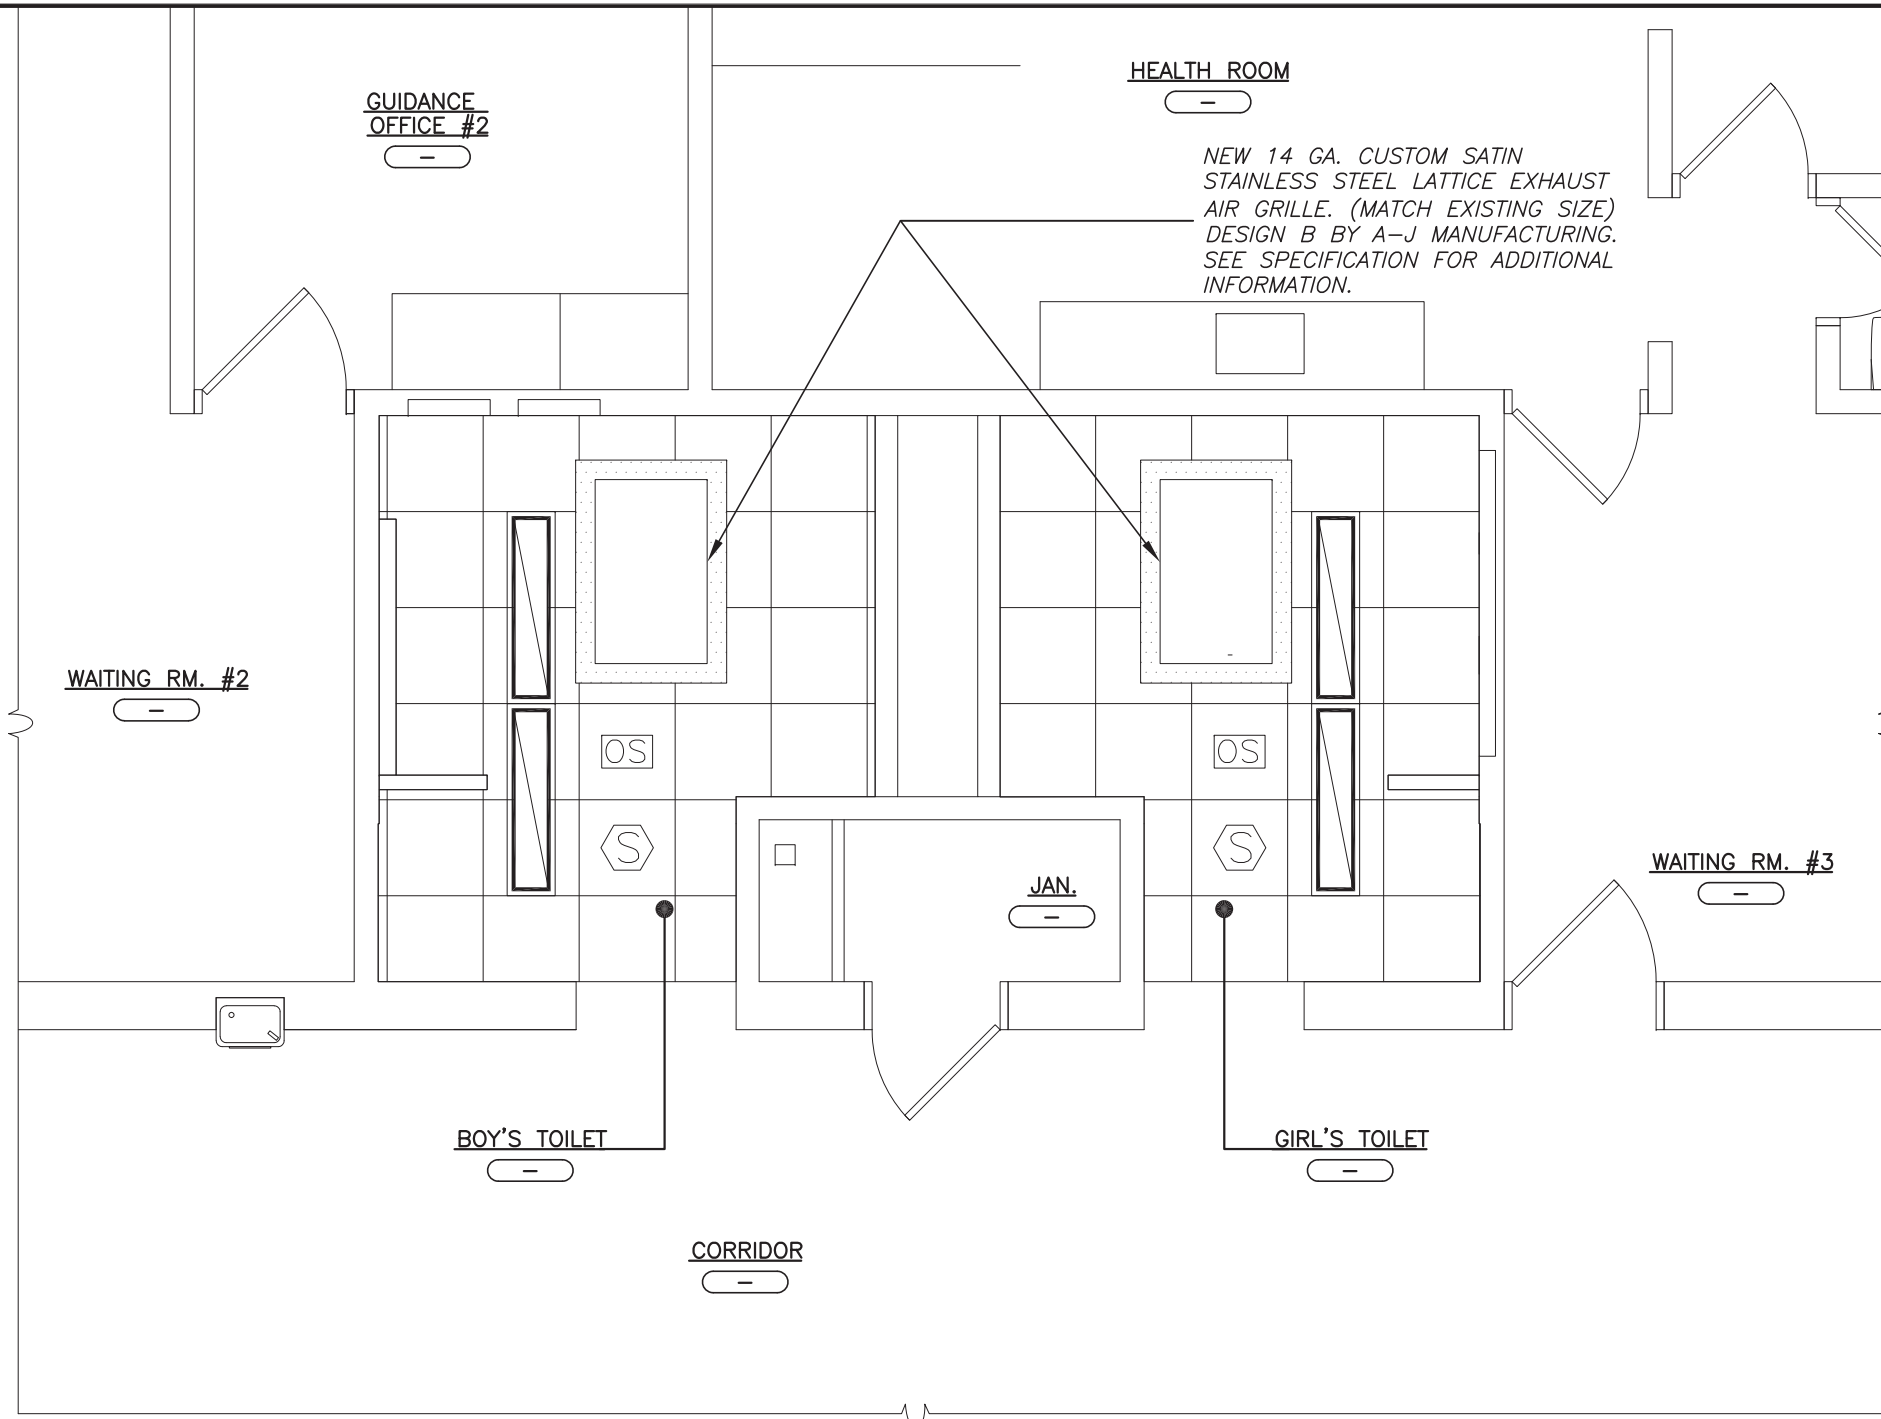 HEALTH ROOM
–
GUIDANCE
OFFICE #2
–
NEW 14 GA. CUSTOM SATIN
STAINLESS STEEL LATTICE EXHAUST
AIR GRILLE. (MATCH EXISTING SIZE)
DESIGN B BY A–J MANUFACTURING.
SEE SPECIFICATION FOR ADDITIONAL
INFORMATION.
WAITING RM. #2
–
OS
OS
S
S
WAITING RM. #3
–
JAN.
–
BOY'S TOILET
–
GIRL'S TOILET
–
CORRIDOR
–